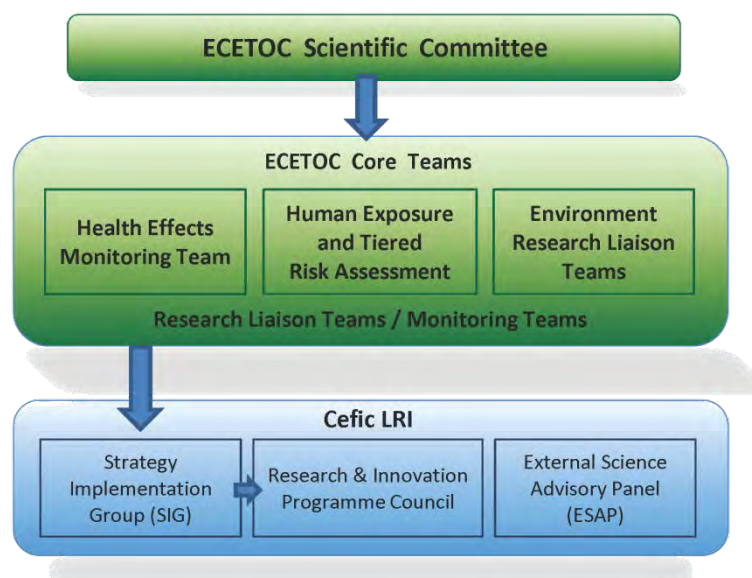 ECETOC Scientific Committee
ECETOC Core Teams
Health Effects
Monitoring Team
Human Exposure
and Tiered
Risk Assessment
Environment
Research Liaison
Teams
Research Liaison Teams / Monitoring Teams
Cefic LRI
Strategy
Implementation
Group (SIG)
Research & Innovation
Programme Council
External Science
Advisory Panel
(ESAP)